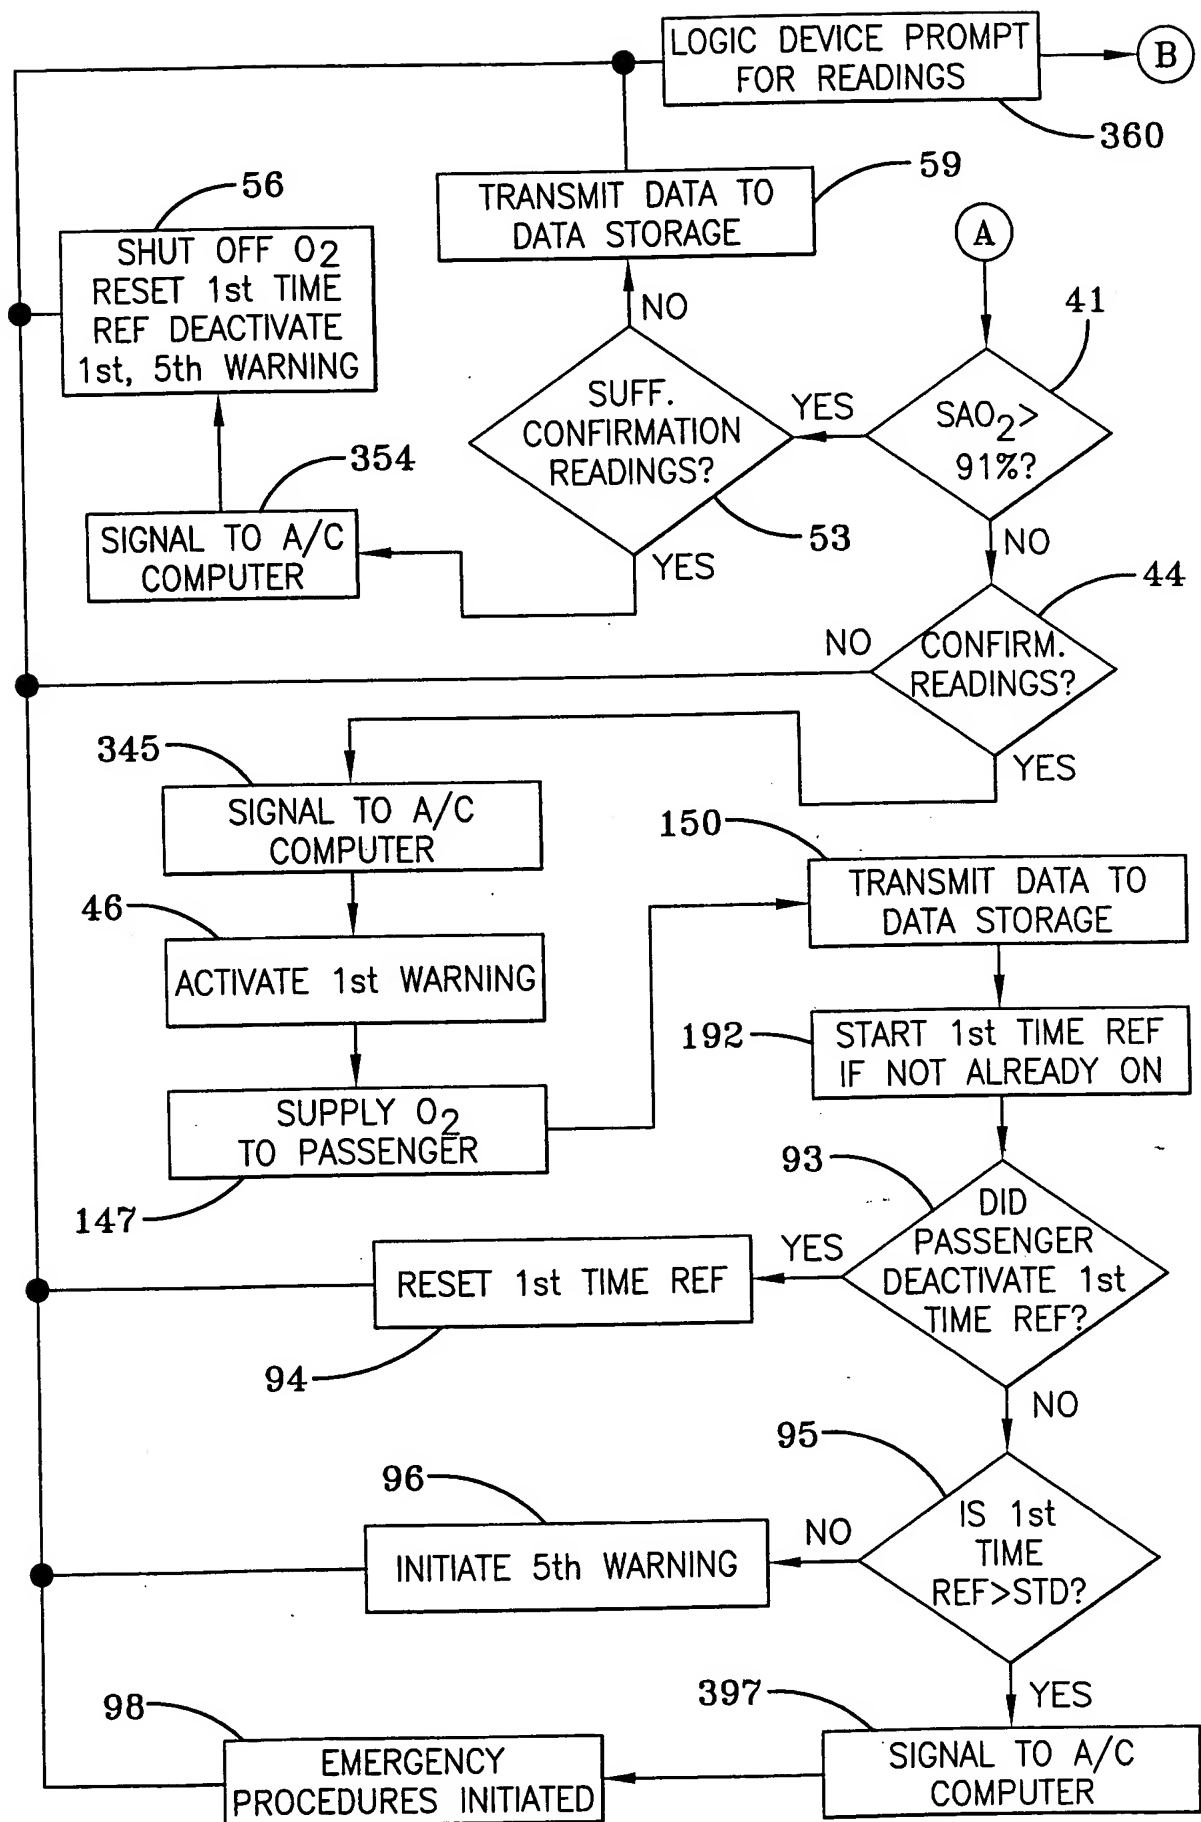 LOGIC DEVICE PROMPT
FOR READINGS
B
360
59
TRANSMIT DATA TO
DATA STORAGE
56
SHUT OFF O2
RESET 1st TIME
REF DEACTIVATE
1st, 5th WARNING
A
41
NO
SUFF.
CONFIRMATION
READINGS?
YES
SAO2>
91%?
354
SIGNAL TO A/C
COMPUTER
53
YES
NO
44
NO
CONFIRM.
READINGS?
YES
345
SIGNAL TO A/C
COMPUTER
150
TRANSMIT DATA TO
DATA STORAGE
46
ACTIVATE 1st WARNING
192
START 1st TIME REF
IF NOT ALREADY ON
SUPPLY O2
TO PASSENGER
147
93
DID
PASSENGER
DEACTIVATE 1st
TIME REF?
YES
RESET 1st TIME REF
94
NO
95
96
IS 1st
TIME
REF>STD?
NO
INITIATE 5th WARNING
YES
397
SIGNAL TO A/C
COMPUTER
98
EMERGENCY
PROCEDURES INITIATED